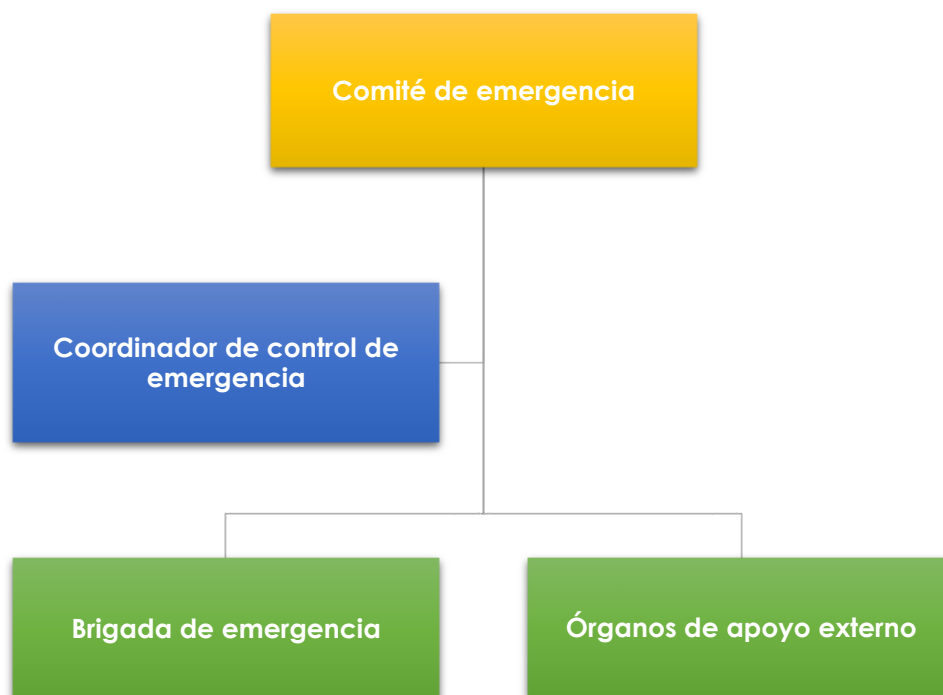 Comité de emergencia
Coordinador de control de
emergencia
Brigada de emergencia
Órganos de apoyo externo